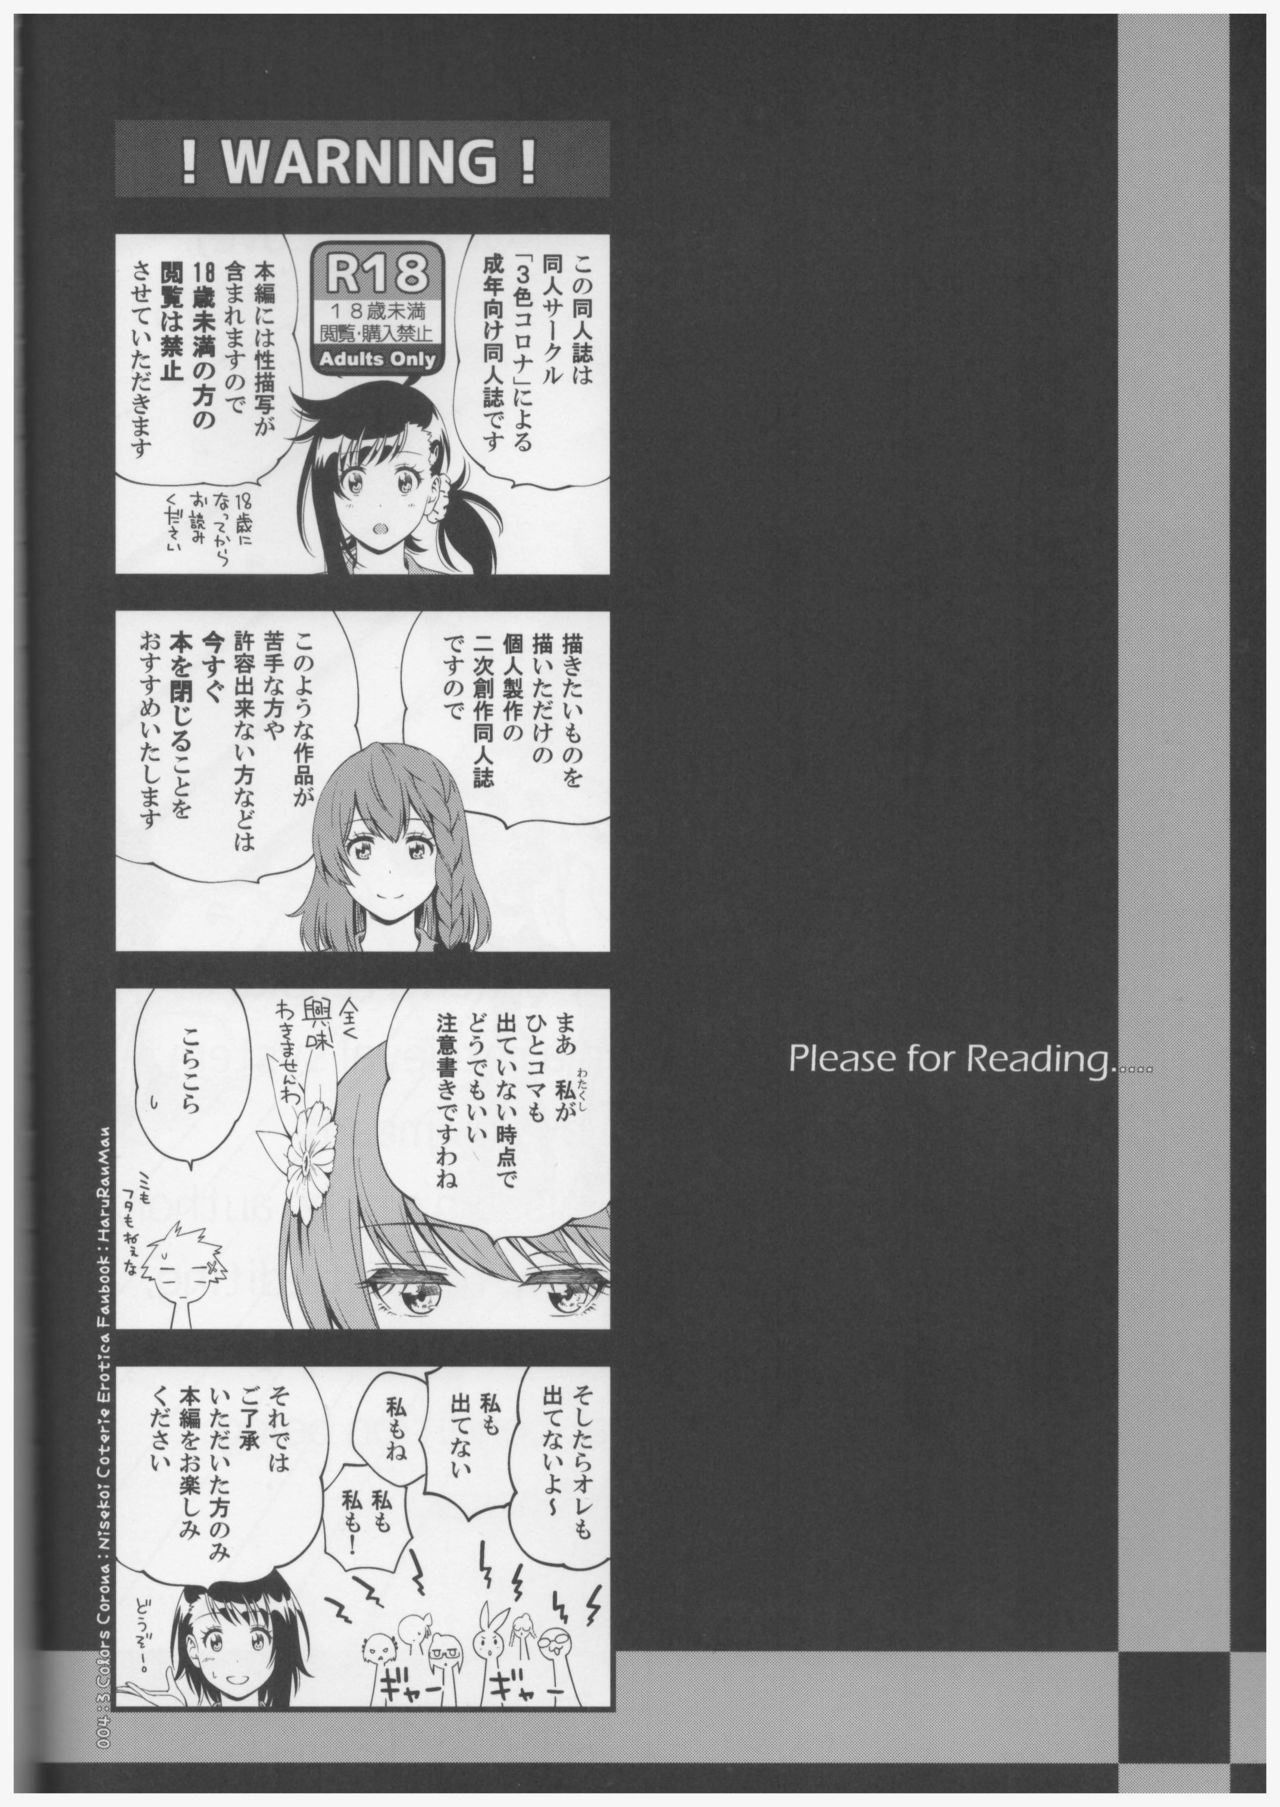 ! WARNING !
この同人誌は
同人サークル
「3色コロナ」による
成年向け同人誌です
R18
18歳未満
閲覧・購入禁止
Adults Only
本編には性描写が
含まれますので
18歳未満の方の
閲覧は禁止
させていただきます
18歳に
なってから
お読み
ください
描きたいものを
描いただけの
個人製作の
二次創作同人誌
ですので
このような作品が
苦手な方や
許容出来ない方などは
今すぐ
本を閉じることを
おすすめいたします
まあ 私が
わたくし
ひとコマも
出ていない時点で
どうでもいい
注意書きですわね
全く
興味
わきませんわ
こらこら
ミも
フタもねぇな
そしたらオレも
出てないよ〜
私も
出てない
私もね
私も
私も!
ギャー
ギャー
それでは
ご了承
いただいた方のみ
本編をお楽しみ
ください
どうぞー。
Please for Reading.....
004:3 Colors Corona:Nisekoi Coterie Erotica Fanbook:HaruRanMan